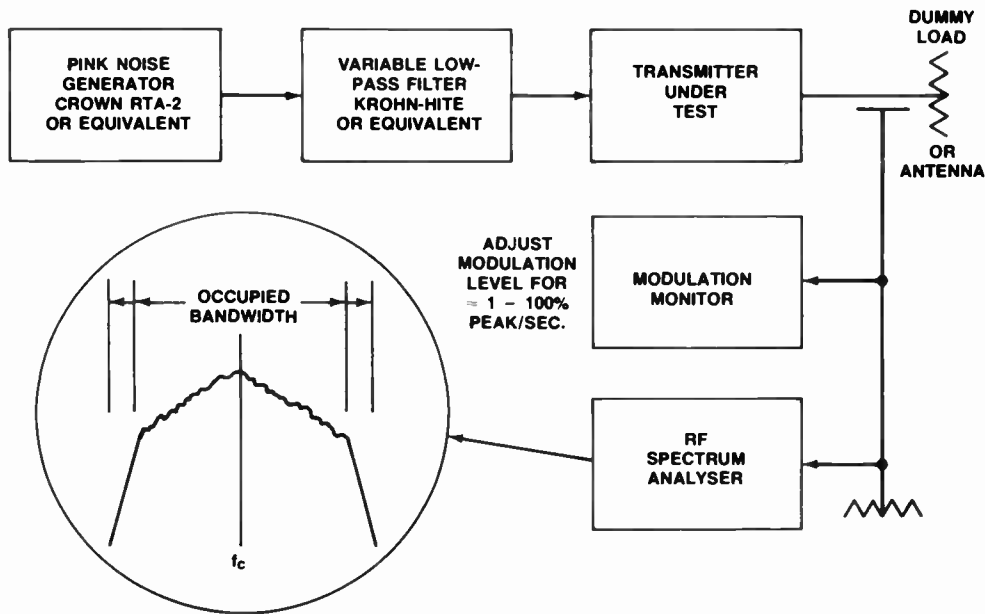 PINK NOISE
GENERATOR
CROWN RTA-2
OR EQUIVALENT
VARIABLE LOW-
PASS FILTER
KROHN-HITE
OR EQUIVALENT
TRANSMITTER
UNDER
TEST
DUMMY
LOAD
OR
ANTENNA
ADJUST
MODULATION
LEVEL FOR
≈ 1 – 100%
PEAK/SEC.
MODULATION
MONITOR
OCCUPIED
BANDWIDTH
RF
SPECTRUM
ANALYSER
fc